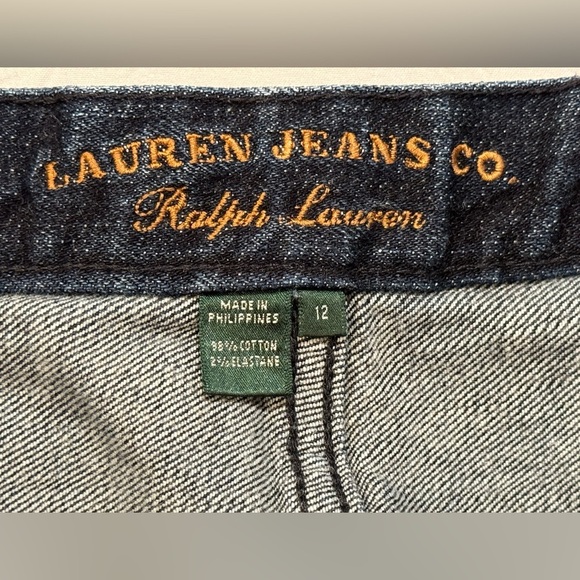 LAUREN JEANS CO.
Ralph Lauren
MADE IN
PHILIPPINES
12
98% COTTON
2% ELASTANE